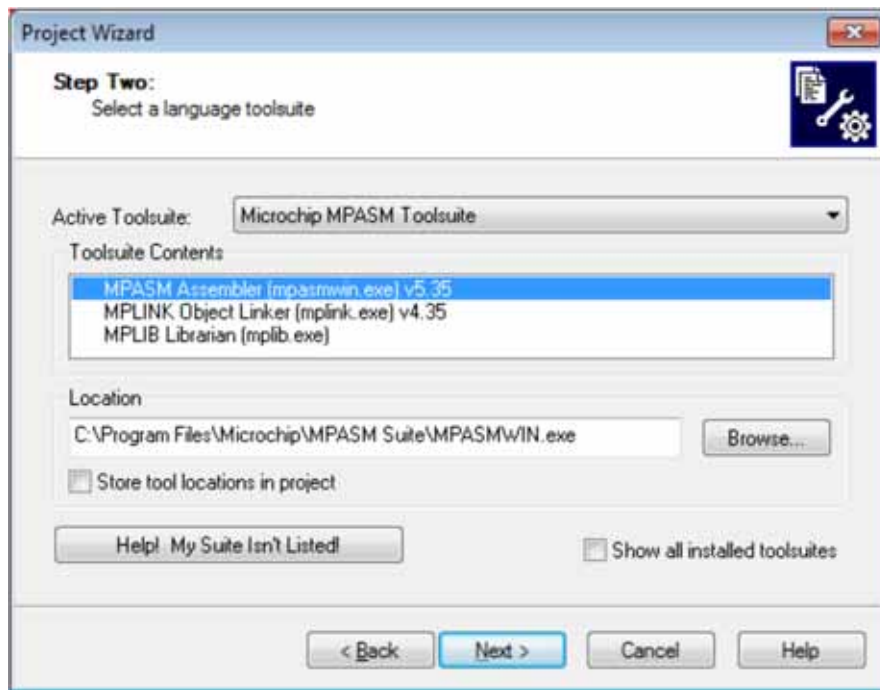 Project Wizard
Step Two:
Select a language toolsuite
Active Toolsuite: Microchip MPASM Toolsuite
Toolsuite Contents
MPASM Assembler (mpasmwin.exe) v5.35
MPLINK Object Linker (mplink.exe) v4.35
MPLIB Librarian (mplib.exe)
Location
C:\Program Files\Microchip\MPASM Suite\MPASMWIN.exe Browse...
Store tool locations in project
Help! My Suite Isn't Listed! Show all installed toolsuites
< Back Next > Cancel Help